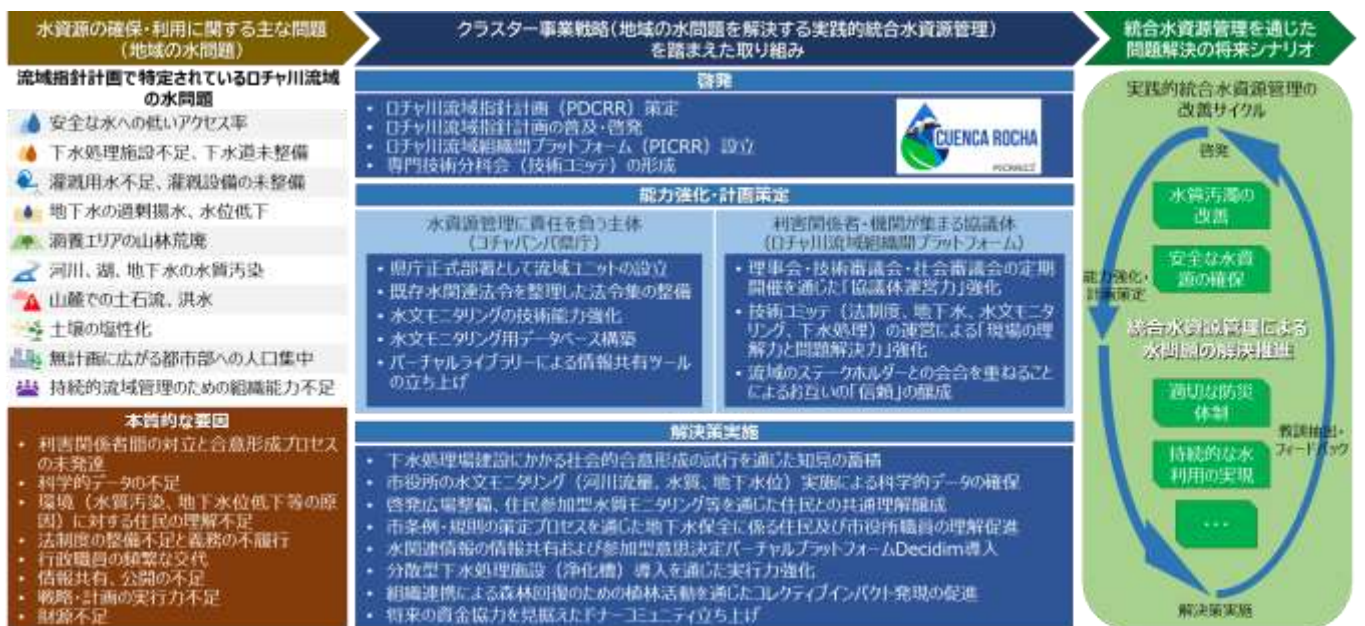 水資源の確保・利用に関する主な問題
（地域の水問題）
流域指針計画で特定されているロチャ川流域
の水問題
安全な水への低いアクセス率
下水処理施設不足、下水道未整備
灌漑用水不足、灌漑設備の未整備
地下水の過剰揚水、水位低下
涵養エリアの山林荒廃
河川、湖、地下水の水質汚染
山麓での土石流、洪水
土壌の塩性化
無計画に広がる都市部への人口集中
持続的流域管理のための組織能力不足
本質的な要因
• 利害関係者間の対立と合意形成プロセス
の未発達
• 科学的データの不足
• 環境（水質汚染、地下水位低下等の原
因）に対する住民の理解不足
• 法制度の整備不足と義務の不履行
• 行政職員の頻繁な交代
• 情報共有、公開の不足
• 戦略・計画の実行力不足
• 財源不足
クラスター事業戦略（地域の水問題を解決する実践的統合水資源管理）
を踏まえた取り組み
啓発
• ロチャ川流域指針計画（PDCRR）策定
• ロチャ川流域指針計画の普及・啓発
• ロチャ川流域組織間プラットフォーム（PICRR）設立
• 専門技術分科会（技術コミッテ）の形成
CUENCA ROCHA
能力強化・計画策定
水資源管理に責任を負う主体
（コチャバンバ県庁）
• 県庁正式部署として流域ユニットの設立
• 既存水関連法令を整理した法令集の整備
• 水文モニタリングの技術能力強化
• 水文モニタリング用データベース構築
• バーチャルライブラリーによる情報共有ツール
の立ち上げ
利害関係者・機関が集まる協議体
（ロチャ川流域組織間プラットフォーム）
• 理事会・技術審議会・社会審議会の定期
開催を通じた「協議体運営力」強化
• 技術コミッテ（法制度、地下水、水文モニタ
リング、下水処理）の運営による「現場の理
解力と問題解決力」強化
• 流域のステークホルダーとの会合を重ねること
によるお互いの「信頼」の醸成
解決策実施
• 下水処理場建設にかかる社会的合意形成の試行を通じた知見の蓄積
• 市役所の水文モニタリング（河川流量、水質、地下水位）実施による科学的データの確保
• 啓発広場整備、住民参加型水質モニタリング等を通じた住民との共通理解醸成
• 市条例・規則の策定プロセスを通じた地下水保全に係る住民及び市役所職員の理解促進
• 水関連情報の情報共有および参加型意思決定バーチャルプラットフォームDecidim導入
• 分散型下水処理施設（浄化槽）導入を通じた実行力強化
• 組織連携による森林回復のための植林活動を通じたコレクティブインパクト発現の促進
• 将来の資金協力を見据えたドナーコミュニティ立ち上げ
統合水資源管理を通じた
問題解決の将来シナリオ
実践的統合水資源管理の
改善サイクル
啓発
水質汚濁の
改善
安全な水資
源の確保
能力強化・
計画策定
統合水資源管理による
水問題の解決推進
適切な防災
体制
教訓抽出・
フィードバック
持続的な水
利用の実現
...
解決策実施